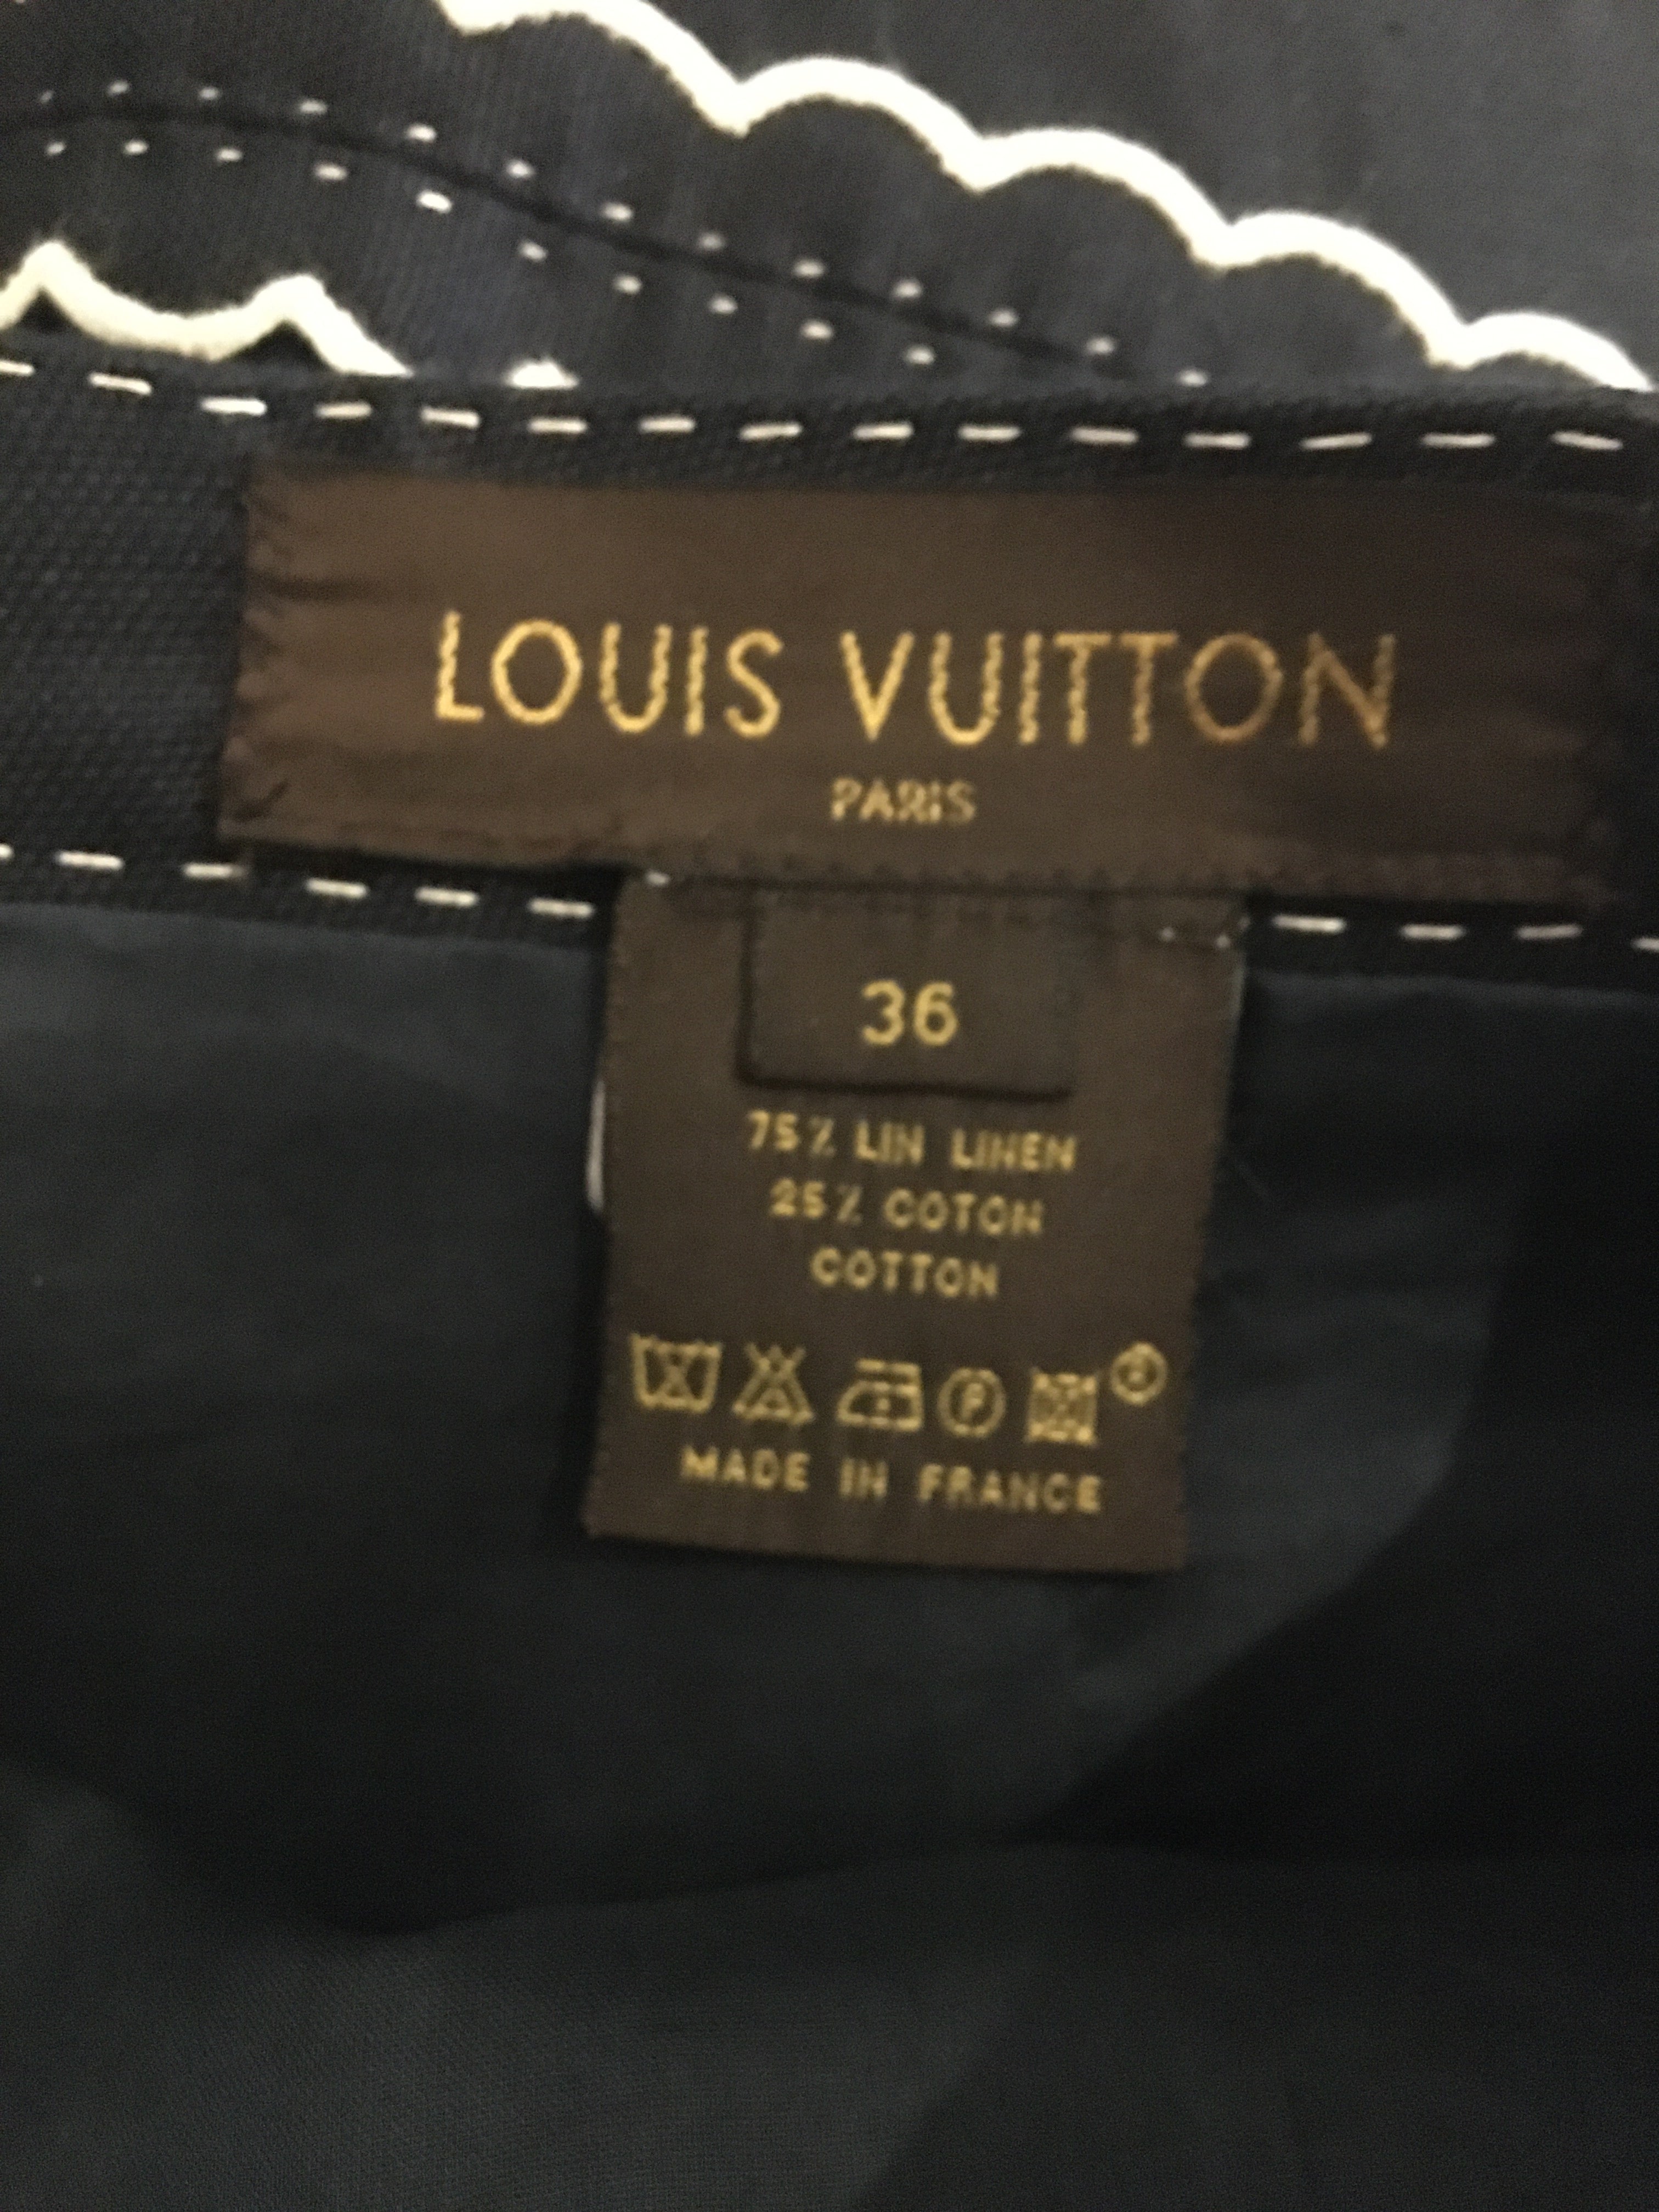 LOUIS VUITTON
PARIS
36
75% LIN LINEN
25% COTON
COTTON
P
MADE IN FRANCE